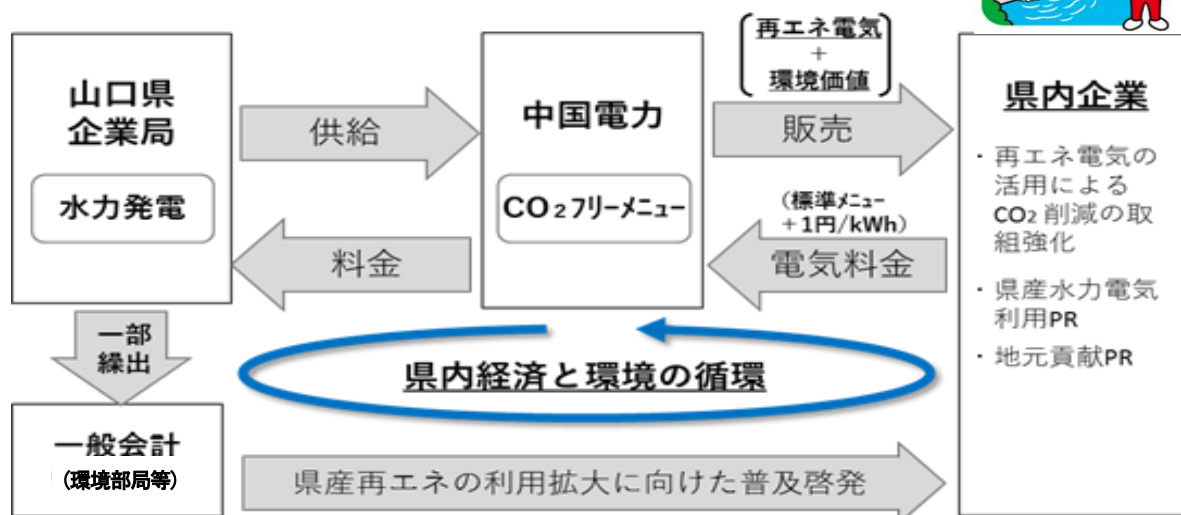 山口県
企業局
水力発電
供給
料金
中国電力
CO₂フリーメニュー
再エネ電気
+
環境価値
販売
(標準メニュー
+1円/kWh)
電気料金
県内企業
・再エネ電気の
活用による
CO₂削減の取
組強化
・県産水力電気
利用PR
・地元貢献PR
一部
繰出
県内経済と環境の循環
一般会計
(環境部局等)
県産再エネの利用拡大に向けた普及啓発